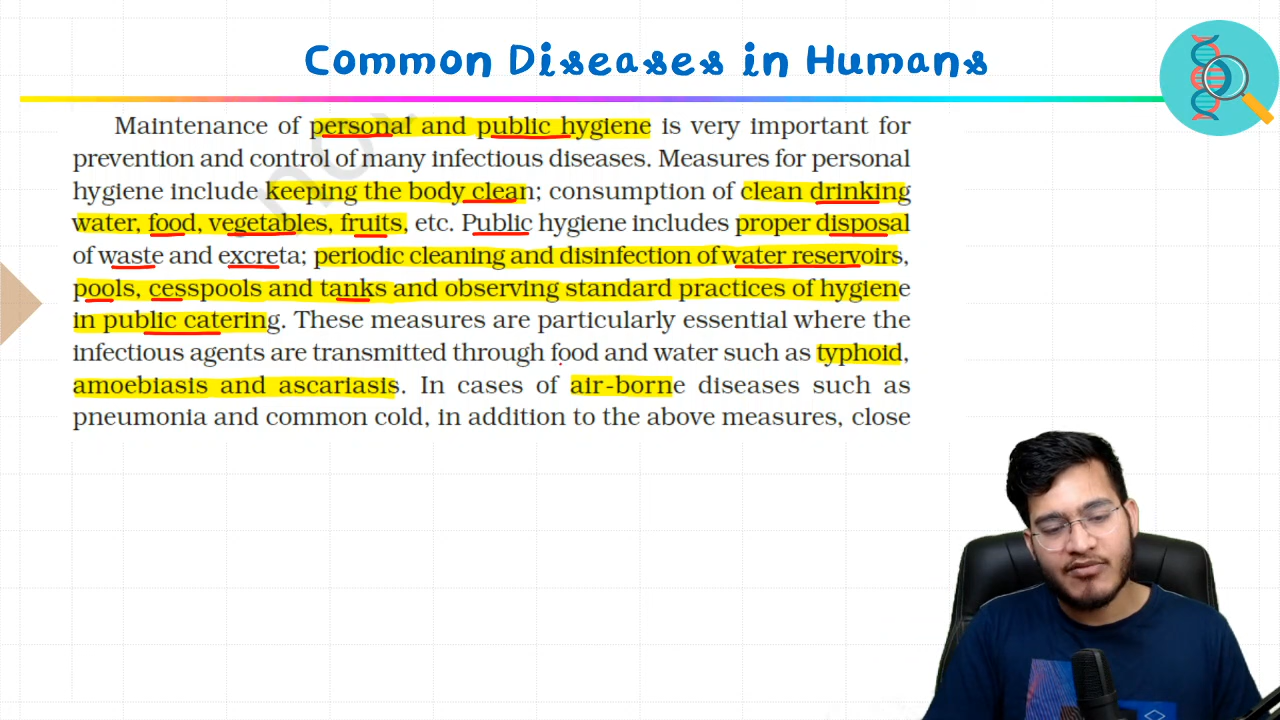 Common Diseases in Humans
Maintenance of personal and public hygiene is very important for
prevention and control of many infectious diseases. Measures for personal
hygiene include keeping the body clean; consumption of clean drinking
water, food, vegetables, fruits, etc. Public hygiene includes proper disposal
of waste and excreta; periodic cleaning and disinfection of water reservoirs,
pools, cesspools and tanks and observing standard practices of hygiene
in public catering. These measures are particularly essential where the
infectious agents are transmitted through food and water such as typhoid,
amoebiasis and ascariasis. In cases of air-borne diseases such as
pneumonia and common cold, in addition to the above measures, close